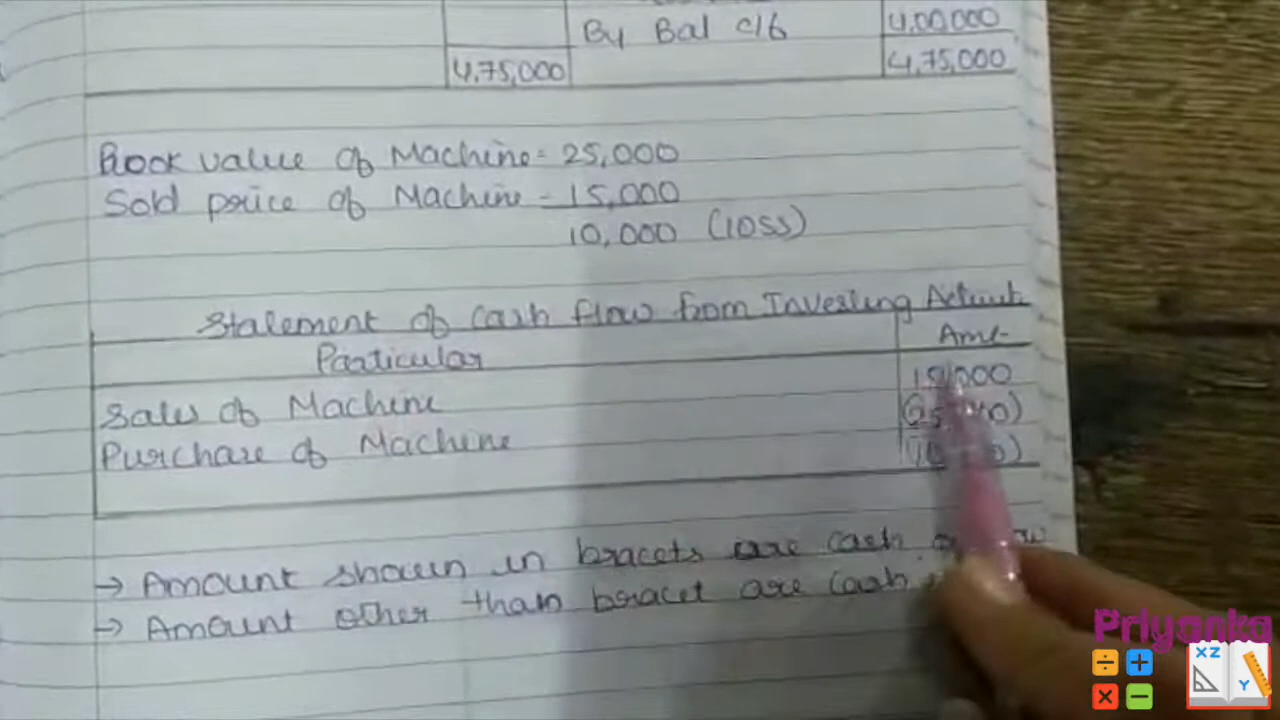 By Bal c/b 4,00,000
4,75,000 4,75,000
Book value of Machine = 25,000
Sold price of Machine - 15,000
10,000 (loss)
Statement of Cash flow from Investing
Particular Amt
Sales of Machine
Purchase of Machine
→ Amount shown in bracets are cash
→ Amount other than bracet are Cash
Priyanka
÷ +
× −
XZ
Y